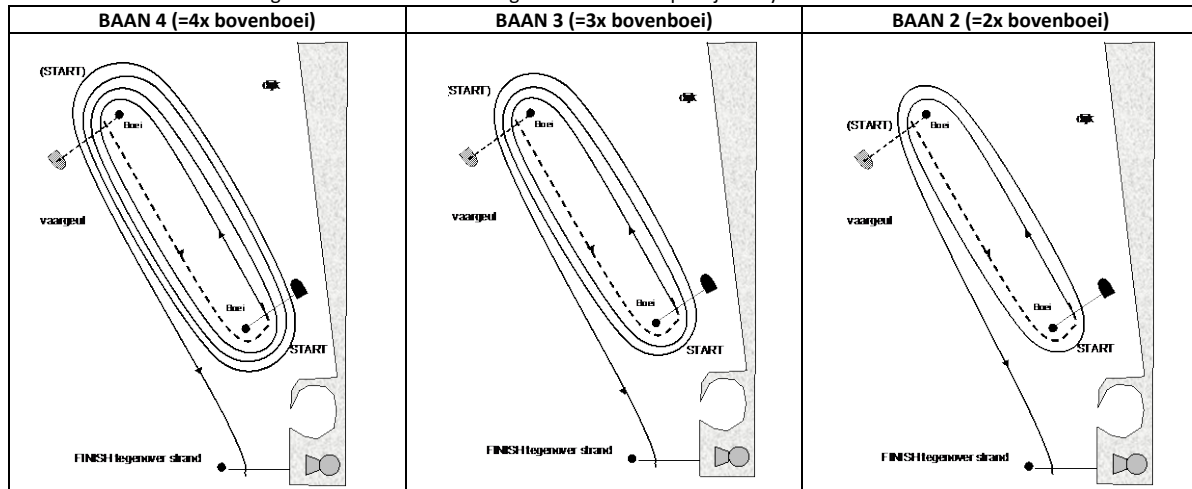 BAAN 4 (=4x bovenboei)
(START)
dijk
Boei
vaargeul
Boei
START
FINISH tegenover strand
BAAN 3 (=3x bovenboei)
(START)
dijk
Boei
vaargeul
Boei
START
FINISH tegenover strand
BAAN 2 (=2x bovenboei)
(START)
dijk
Boei
vaargeul
Boei
START
FINISH tegenover strand